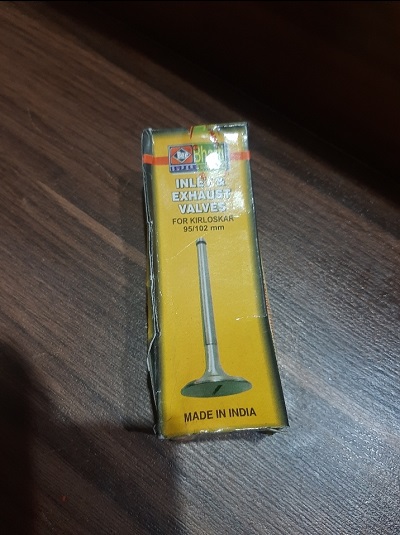 INLET & EXHAUST
VALVES
FOR KIRLOSKAR
95/102 mm
MADE IN INDIA